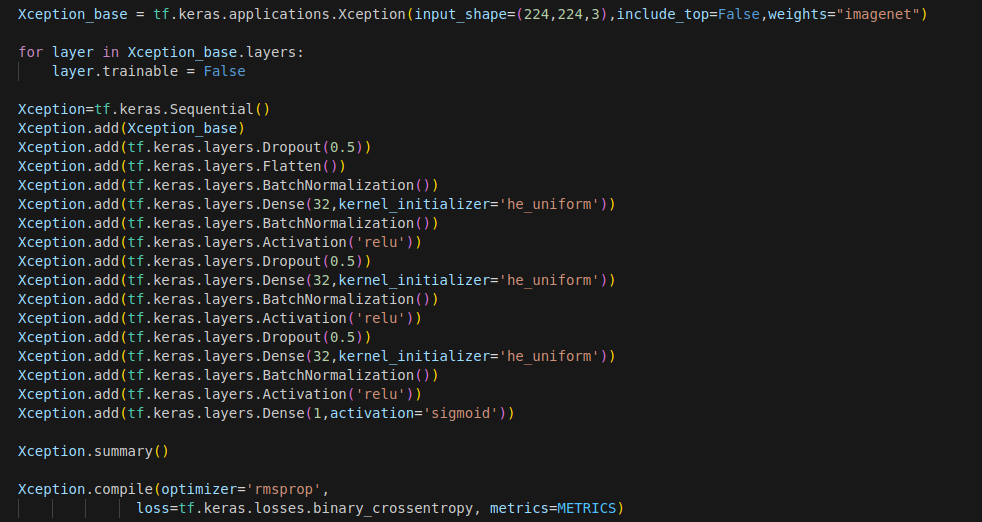 Xception_base = tf.keras.applications.Xception(input_shape=(224,224,3),include_top=False,weights="imagenet")
for layer in Xception_base.layers:
    layer.trainable = False
Xception=tf.keras.Sequential()
Xception.add(Xception_base)
Xception.add(tf.keras.layers.Dropout(0.5))
Xception.add(tf.keras.layers.Flatten())
Xception.add(tf.keras.layers.BatchNormalization())
Xception.add(tf.keras.layers.Dense(32,kernel_initializer='he_uniform'))
Xception.add(tf.keras.layers.BatchNormalization())
Xception.add(tf.keras.layers.Activation('relu'))
Xception.add(tf.keras.layers.Dropout(0.5))
Xception.add(tf.keras.layers.Dense(32,kernel_initializer='he_uniform'))
Xception.add(tf.keras.layers.BatchNormalization())
Xception.add(tf.keras.layers.Activation('relu'))
Xception.add(tf.keras.layers.Dropout(0.5))
Xception.add(tf.keras.layers.Dense(32,kernel_initializer='he_uniform'))
Xception.add(tf.keras.layers.BatchNormalization())
Xception.add(tf.keras.layers.Activation('relu'))
Xception.add(tf.keras.layers.Dense(1,activation='sigmoid'))
Xception.summary()
Xception.compile(optimizer='rmsprop',
              loss=tf.keras.losses.binary_crossentropy, metrics=METRICS)